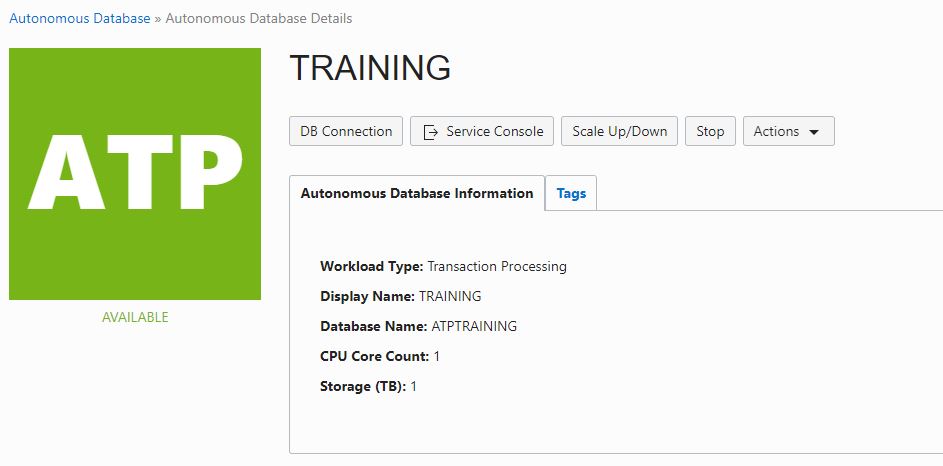 Autonomous Database » Autonomous Database Details
ATP
AVAILABLE
TRAINING
DB Connection Service Console Scale Up/Down Stop Actions
Autonomous Database Information Tags
Workload Type: Transaction Processing
Display Name: TRAINING
Database Name: ATPTRAINING
CPU Core Count: 1
Storage (TB): 1